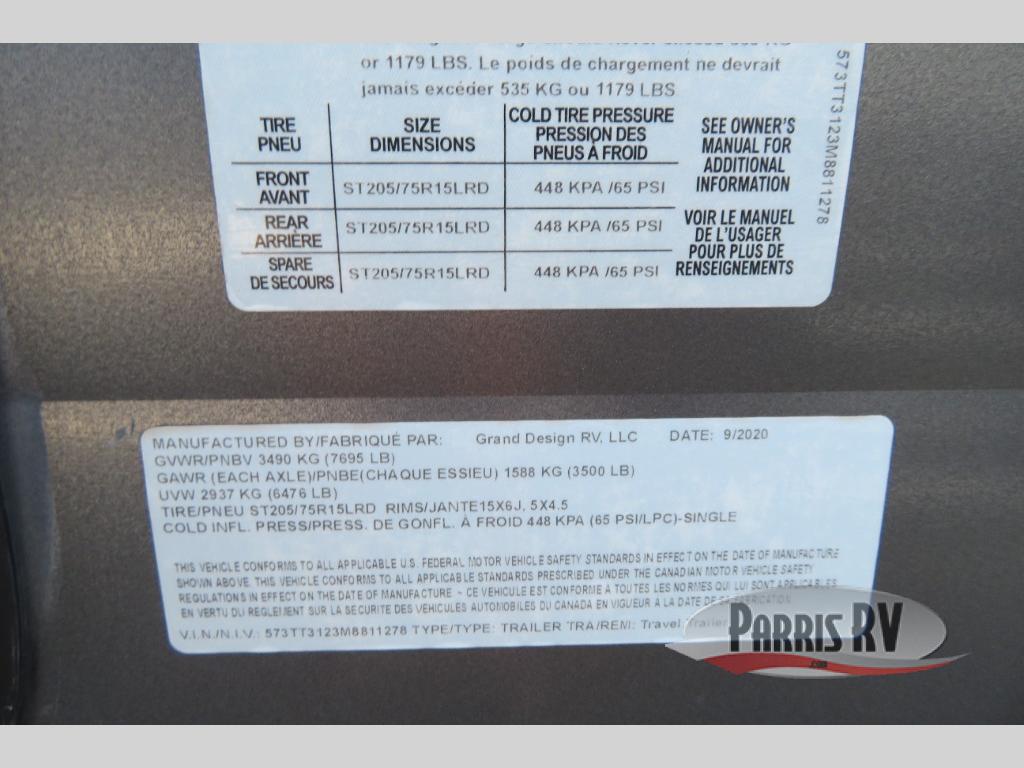 or 1179 LBS. Le poids de chargement ne devrait
jamais excéder 535 KG ou 1179 LBS
TIRE PNEU
SIZE DIMENSIONS
COLD TIRE PRESSURE PRESSION DES PNEUS À FROID
SEE OWNER'S MANUAL FOR ADDITIONAL INFORMATION
FRONT AVANT
ST205/75R15LRD
448 KPA /65 PSI
REAR ARRIÈRE
ST205/75R15LRD
448 KPA /65 PSI
VOIR LE MANUEL DE L'USAGER POUR PLUS DE RENSEIGNEMENTS
SPARE DE SECOURS
ST205/75R15LRD
448 KPA /65 PSI
573TT3123M8811278
MANUFACTURED BY/FABRIQUÉ PAR: Grand Design RV, LLC DATE: 9/2020
GVWR/PNBV 3490 KG (7695 LB)
GAWR (EACH AXLE)/PNBE(CHAQUE ESSIEU) 1588 KG (3500 LB)
UVW 2937 KG (6476 LB)
TIRE/PNEU ST205/75R15LRD RIMS/JANTE15X6J, 5X4.5
COLD INFL. PRESS/PRESS. DE GONFL. À FROID 448 KPA (65 PSI/LPC)-SINGLE
THIS VEHICLE CONFORMS TO ALL APPLICABLE U.S. FEDERAL MOTOR VEHICLE SAFETY STANDARDS IN EFFECT ON THE DATE OF MANUFACTURE
SHOWN ABOVE. THIS VEHICLE CONFORMS TO ALL APPLICABLE STANDARDS PRESCRIBED UNDER THE CANADIAN MOTOR VEHICLE SAFETY
REGULATIONS IN EFFECT ON THE DATE OF MANUFACTURE - CE VEHICULE EST CONFORME A TOUTES LES NORMES QUI LUI SONT APPLICABLES
EN VERTU DU REGLEMENT SUR LA SECURITE DES VEHICULES AUTOMOBILES DU CANADA EN VIGUEUR A LA DATE DE SA FABRICATION
V.I.N./N.I.V.: 573TT3123M8811278 TYPE/TYPE: TRAILER TRA/REM: Travel Trailer
PARRIS RV
.com